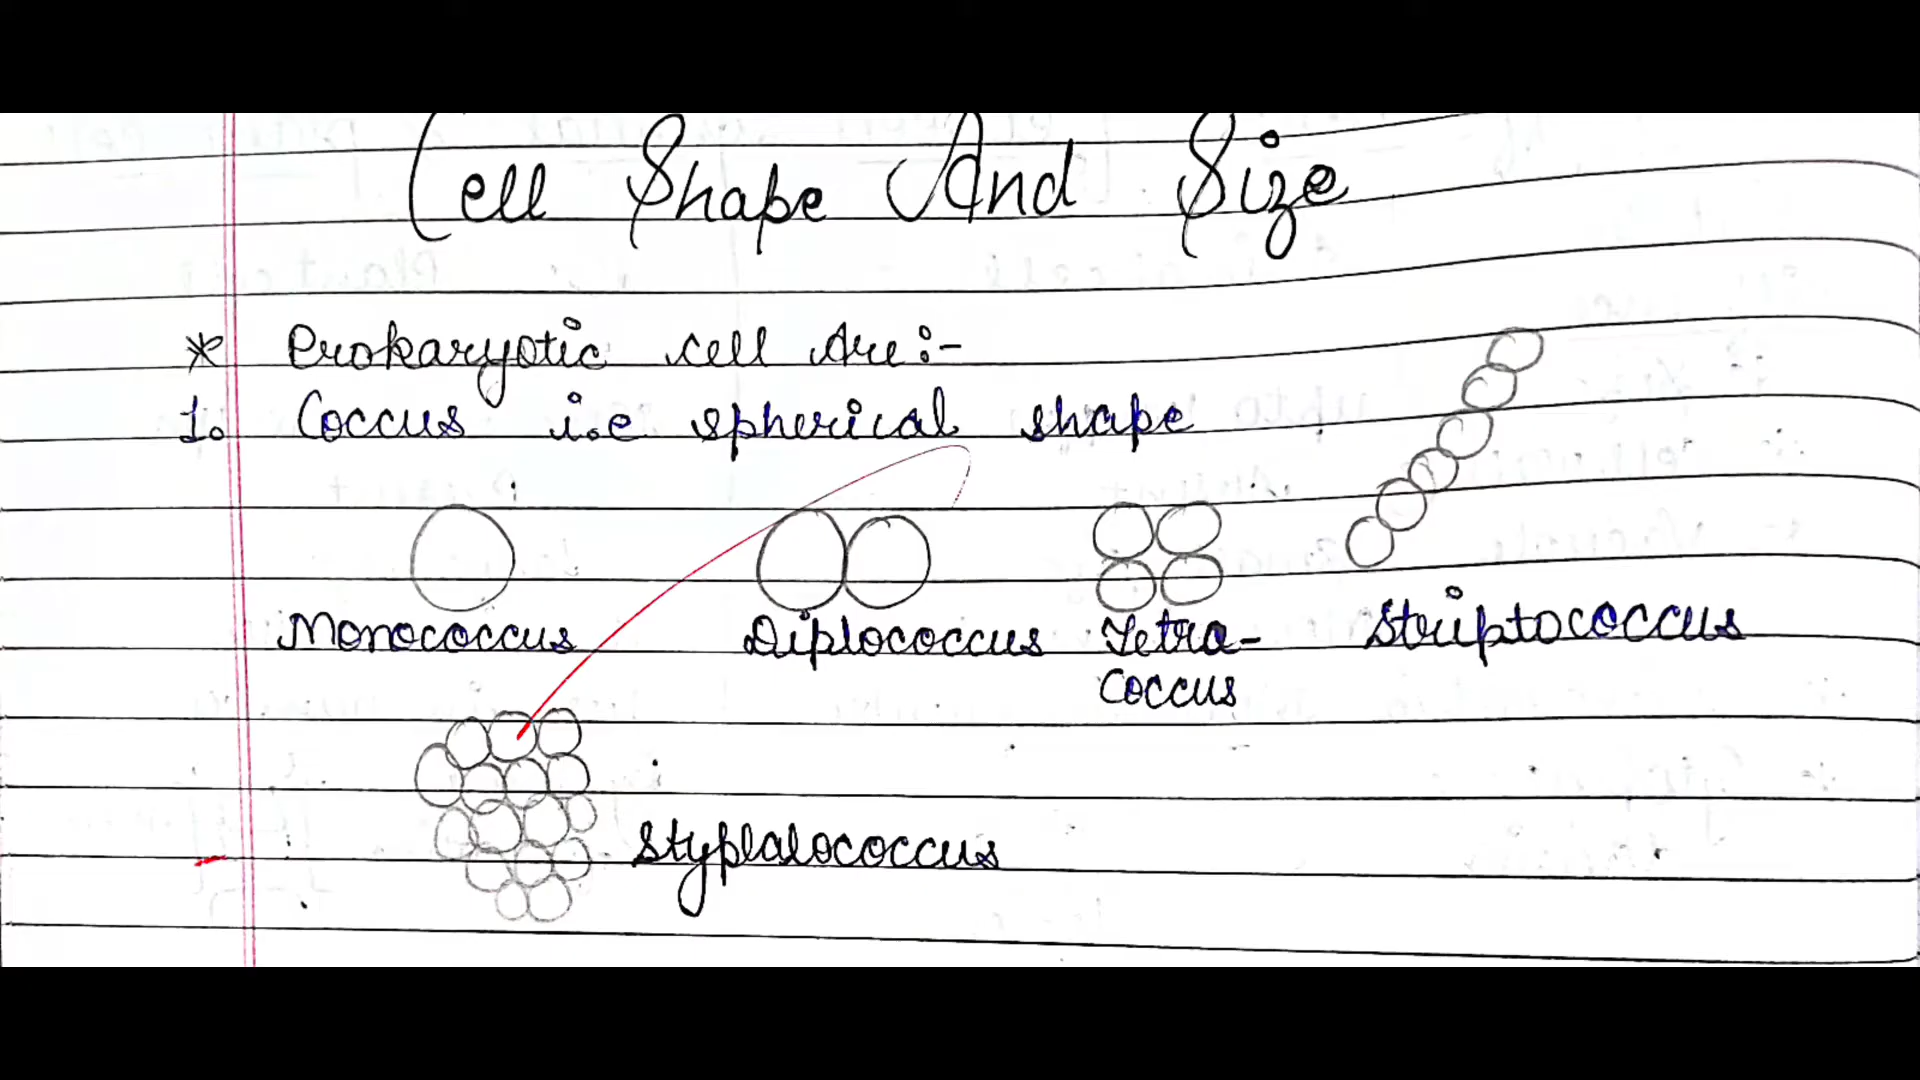 Cell Shape And Size
* Prokaryotic cell Are:-
1. Coccus i.e spherical shape
Monococcus Diplococcus Tetra- Striptococcus
Coccus
Styplalococcus